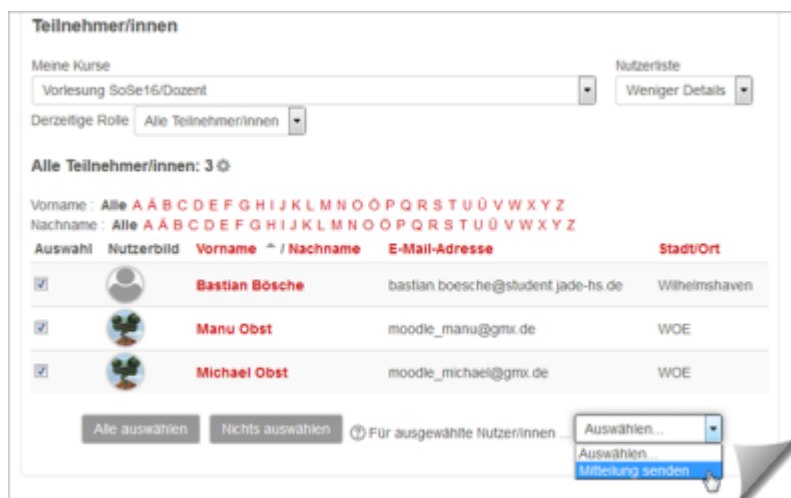 Teilnehmer/innen
Meine Kurse Nutzerliste
Vorlesung SoSe16/Dozent Weniger Details
Derzeitige Rolle Alle Teilnehmer/innen
Alle Teilnehmer/innen: 3
Vorname : Alle A Ä B C D E F G H I J K L M N O Ö P Q R S T U Ü V W X Y Z
Nachname : Alle A Ä B C D E F G H I J K L M N O Ö P Q R S T U Ü V W X Y Z
Auswahl Nutzerbild Vorname / Nachname E-Mail-Adresse Stadt/Ort
Bastian Bösche bastian.boesche@student.jade-hs.de Wilhelmshaven
Manu Obst moodle_manu@gmx.de WOE
Michael Obst moodle_michael@gmx.de WOE
Alle auswählen Nichts auswählen Für ausgewählte Nutzer/innen ... Auswählen...
Auswählen...
Mitteilung senden